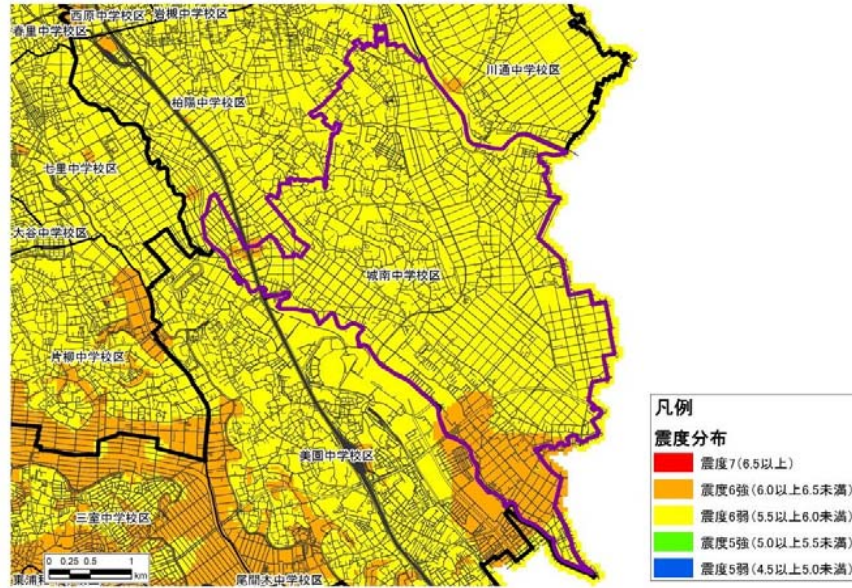 西原中学校区
岩槻中学校区
春里中学校区
川通中学校区
柏陽中学校区
七里中学校区
大谷中学校区
城南中学校区
片柳中学校区
美園中学校区
三室中学校区
尾間木中学校区
0 0.25 0.5 1
km
凡例
震度分布
震度7(6.5以上)
震度6強(6.0以上6.5未満)
震度6弱(5.5以上6.0未満)
震度5強(5.0以上5.5未満)
震度5弱(4.5以上5.0未満)